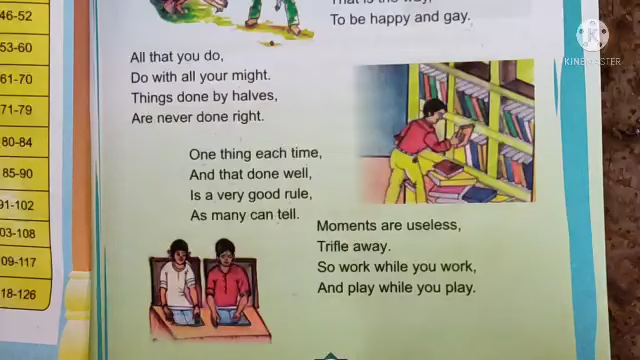 46-52
53-60
61-70
71-79
80-84
85-90
91-102
03-108
09-117
18-126
That is the way,
To be happy and gay.
All that you do,
Do with all your might.
Things done by halves,
Are never done right.
One thing each time,
And that done well,
Is a very good rule,
As many can tell.
Moments are useless,
Trifle away.
So work while you work,
And play while you play.
KINEMASTER